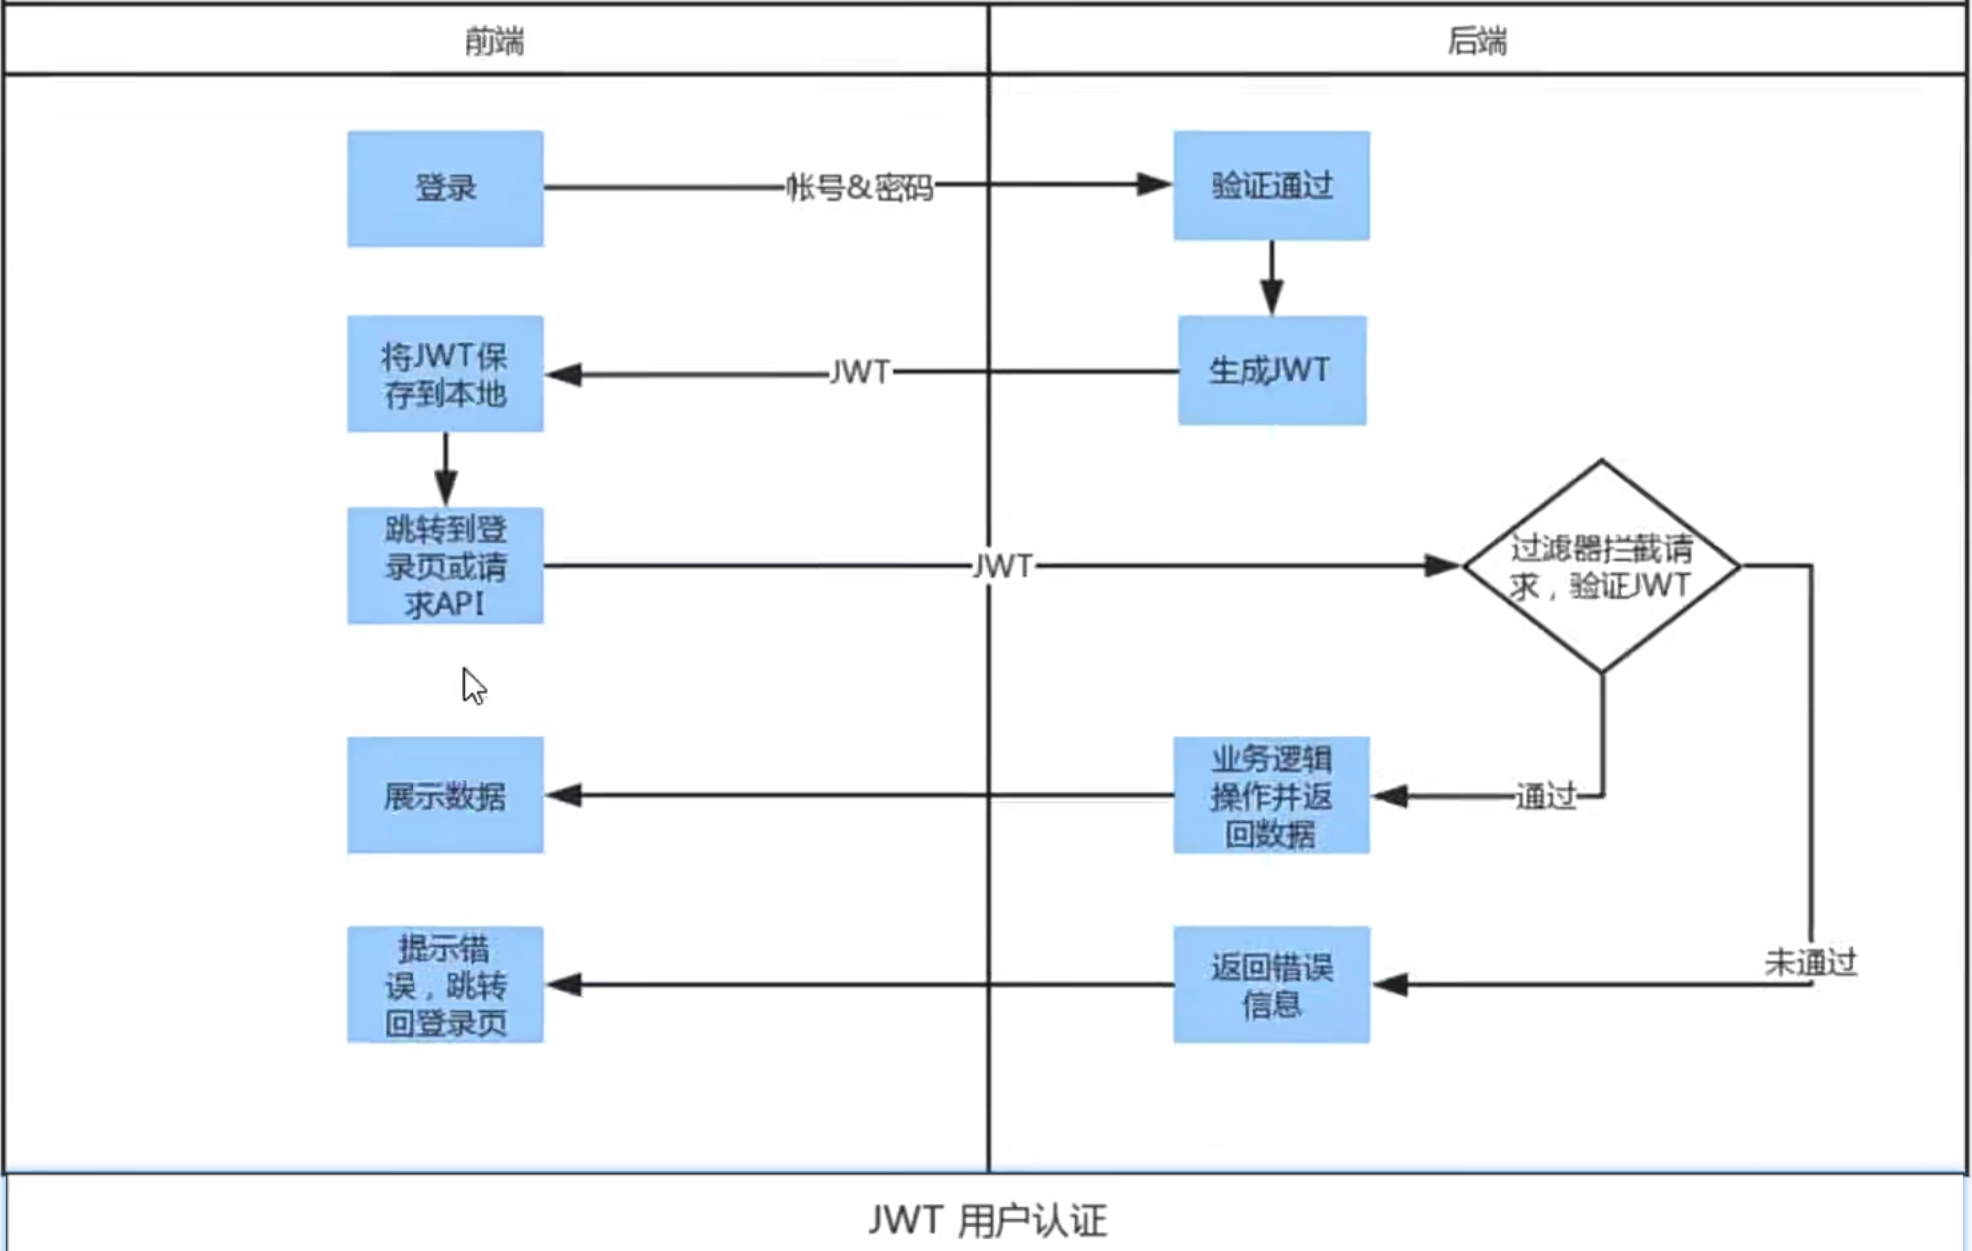 前端
后端
登录
帐号&密码
验证通过
将JWT保
存到本地
JWT
生成JWT
跳转到登
录页或请
求API
JWT
过滤器拦截请
求，验证JWT
展示数据
业务逻辑
操作并返
回数据
通过
提示错
误，跳转
回登录页
返回错误
信息
未通过
JWT 用户认证